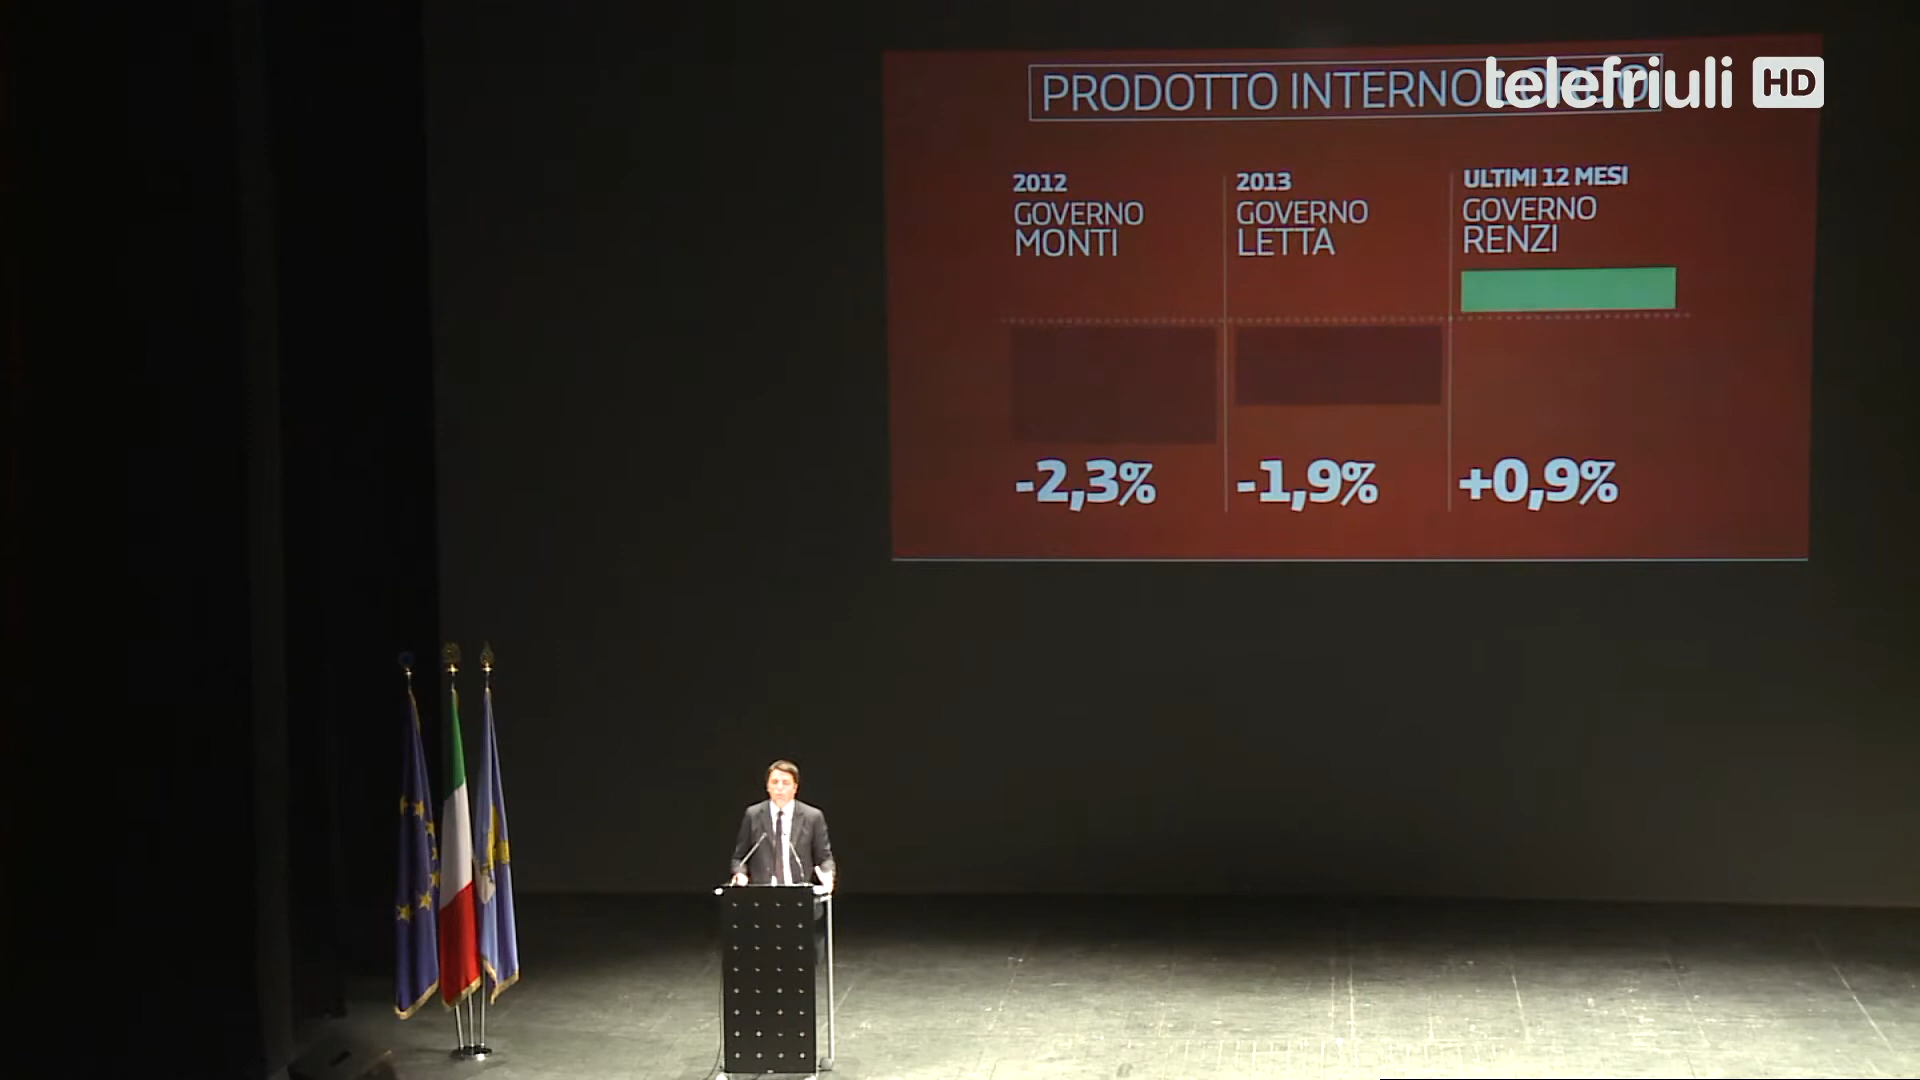 PRODOTTO INTERNO
telefriuli HD
2012
GOVERNO
MONTI
-2,3%
2013
GOVERNO
LETTA
-1,9%
ULTIMI 12 MESI
GOVERNO
RENZI
+0,9%